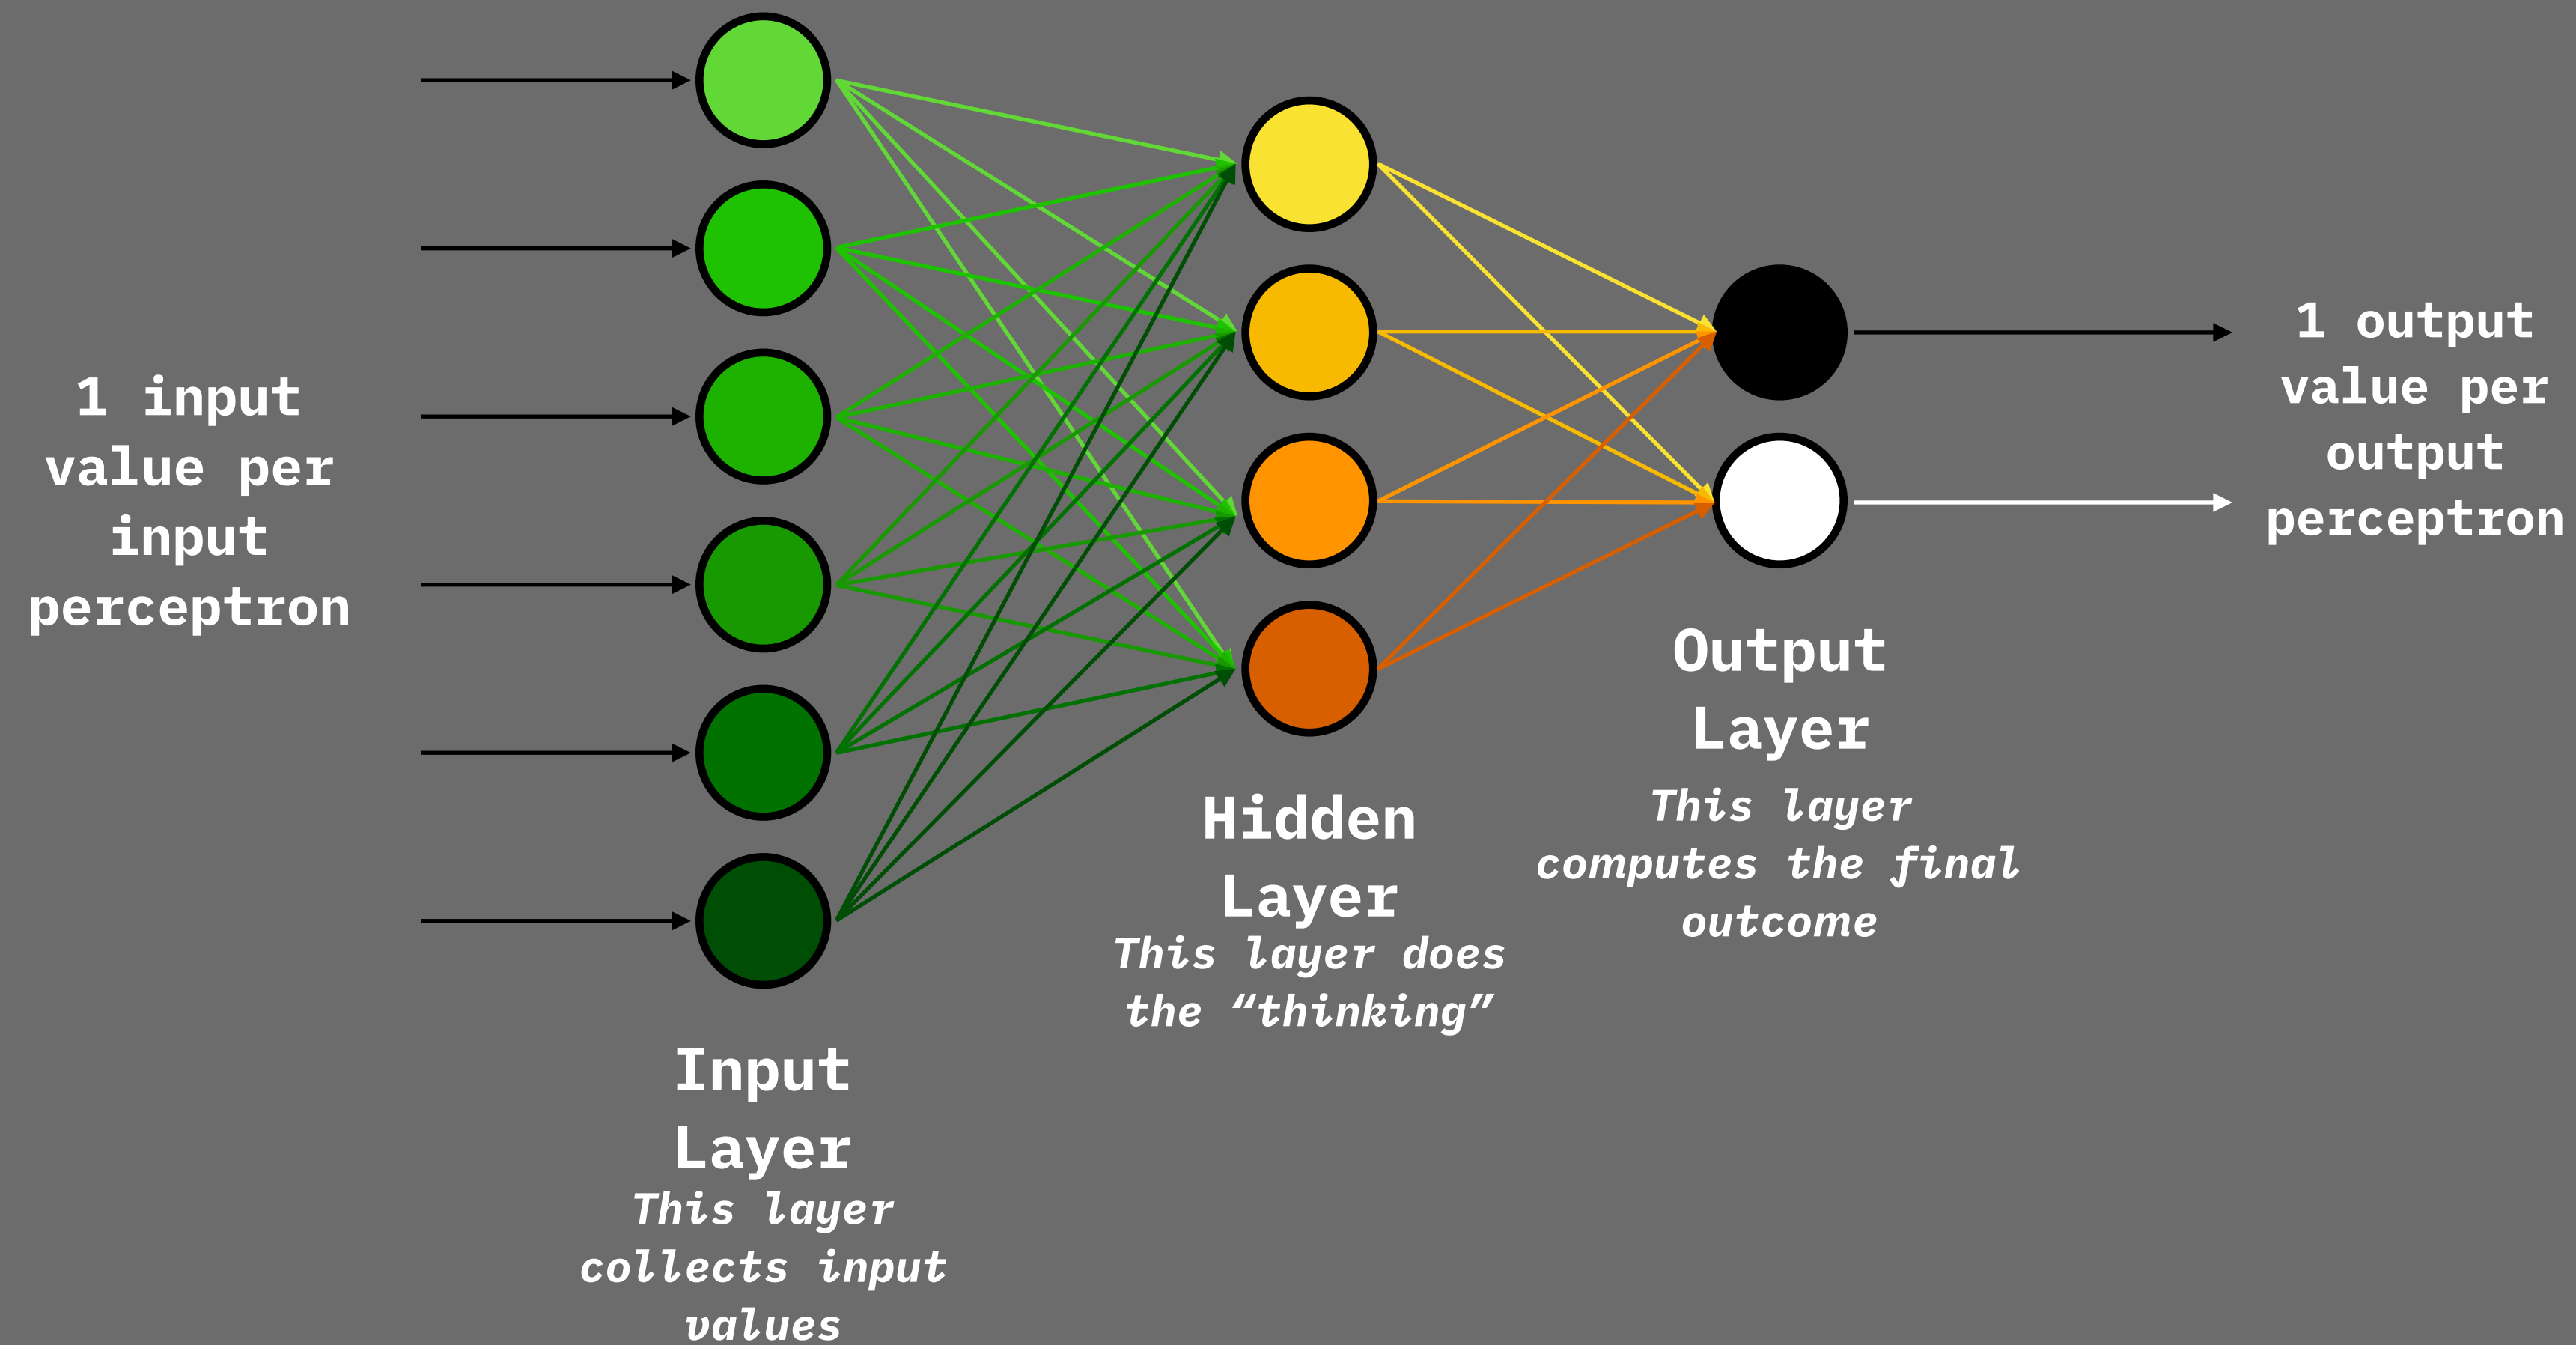 1 input
value per
input
perceptron
Input
Layer
This layer
collects input
values
Hidden
Layer
This layer does
the “thinking”
Output
Layer
This layer
computes the final
outcome
1 output
value per
output
perceptron